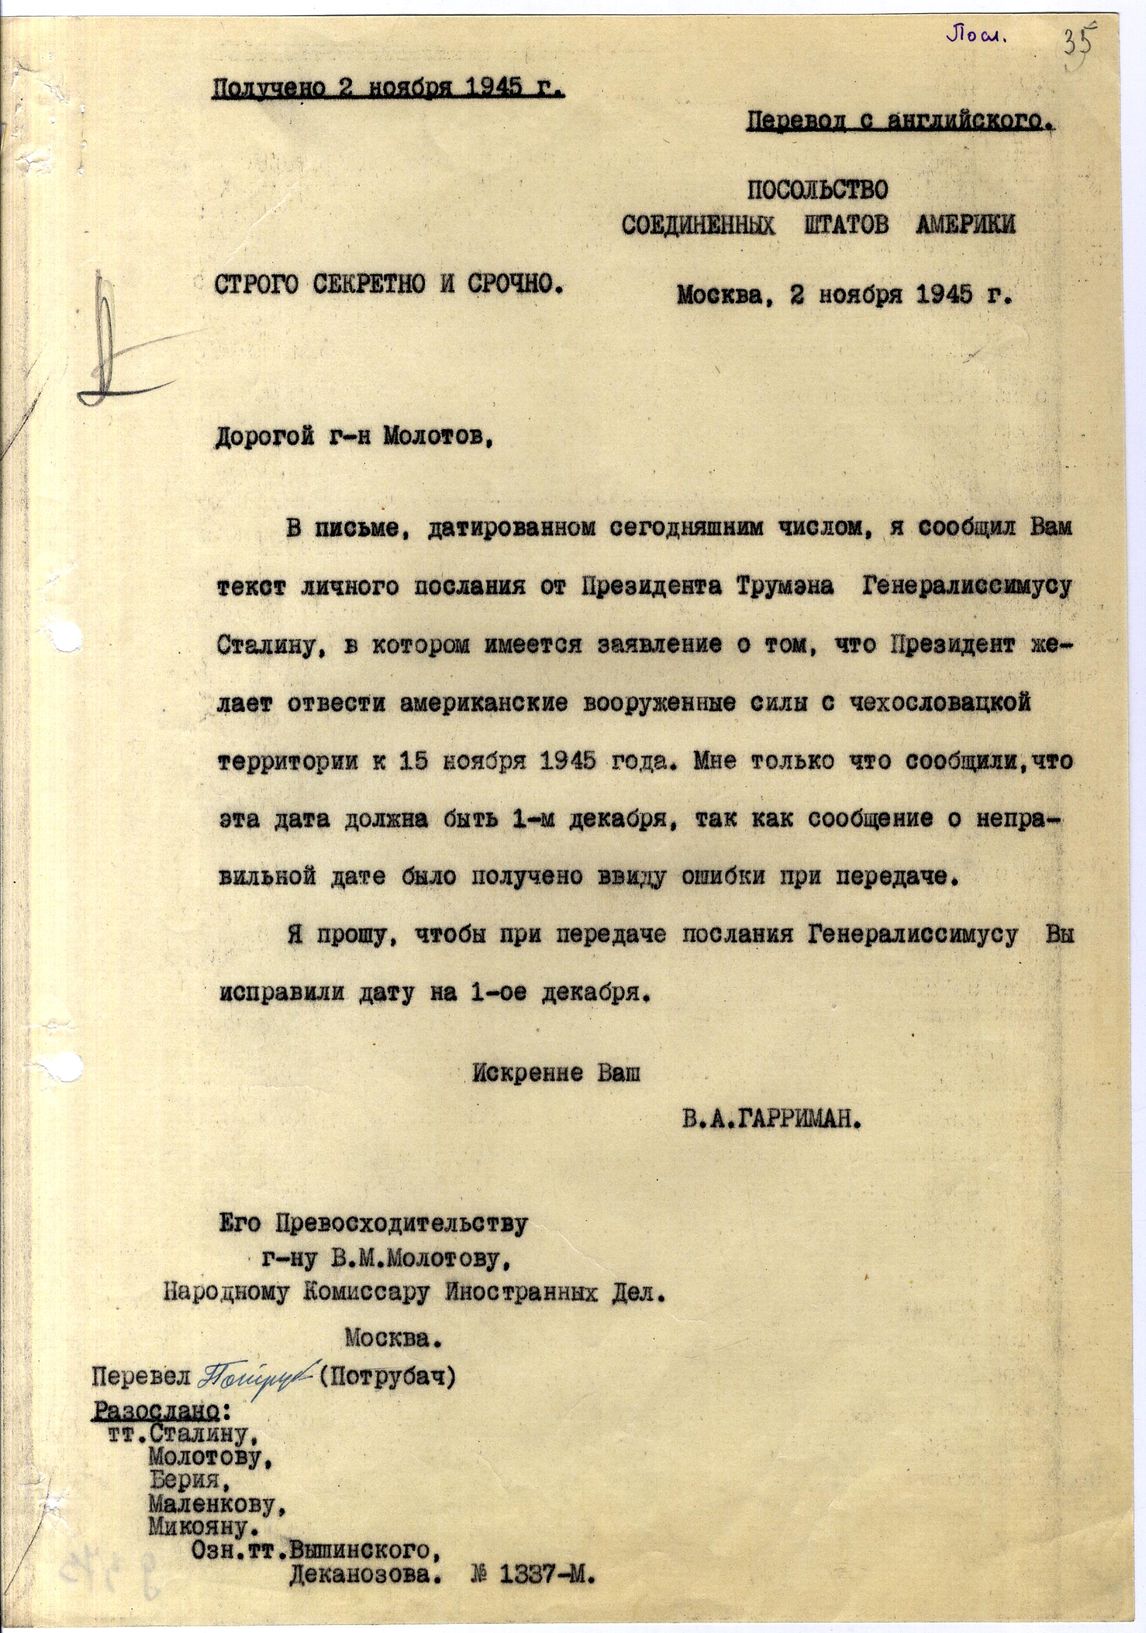 Посл. 35
Получено 2 ноября 1945 г.
Перевод с английского.
ПОСОЛЬСТВО
СОЕДИНЕННЫХ ШТАТОВ АМЕРИКИ
СТРОГО СЕКРЕТНО И СРОЧНО.
Москва, 2 ноября 1945 г.
Дорогой г-н Молотов,
В письме, датированном сегодняшним числом, я сообщил Вам
текст личного послания от Президента Трумэна Генералиссимусу
Сталину, в котором имеется заявление о том, что Президент же-
лает отвести американские вооруженные силы с чехословацкой
территории к 15 ноября 1945 года. Мне только что сообщили,что
эта дата должна быть 1-м декабря, так как сообщение о непра-
вильной дате было получено ввиду ошибки при передаче.
Я прошу, чтобы при передаче послания Генералиссимусу Вы
исправили дату на 1-ое декабря.
Искренне Ваш
В.А.ГАРРИМАН.
Его Превосходительству
г-ну В.М.Молотову,
Народному Комиссару Иностранных Дел.
Москва.
Перевел (Потрубач)
Разослано:
тт.Сталину,
Молотову,
Берия,
Маленкову,
Микояну.
Озн.тт.Вышинского,
Деканозова. № 1337-М.